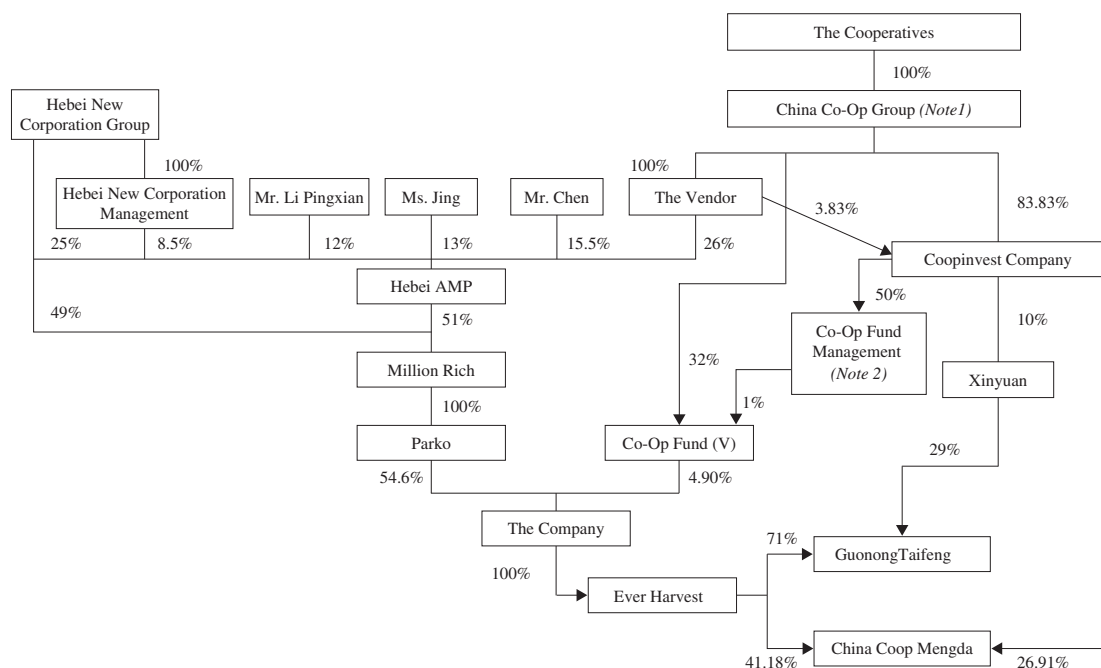 The Cooperatives
100%
Hebei New
Corporation Group
China Co-Op Group (Note1)
100%
100%
Hebei New Corporation
Management
Mr. Li Pingxian
Ms. Jing
Mr. Chen
The Vendor
3.83%
83.83%
25%
8.5%
12%
13%
15.5%
26%
Coopinvest Company
Hebei AMP
49%
51%
50%
10%
Co-Op Fund
Management
(Note 2)
Million Rich
32%
Xinyuan
100%
1%
Parko
Co-Op Fund (V)
29%
54.6%
4.90%
The Company
71%
GuonongTaifeng
100%
Ever Harvest
China Coop Mengda
41.18%
26.91%